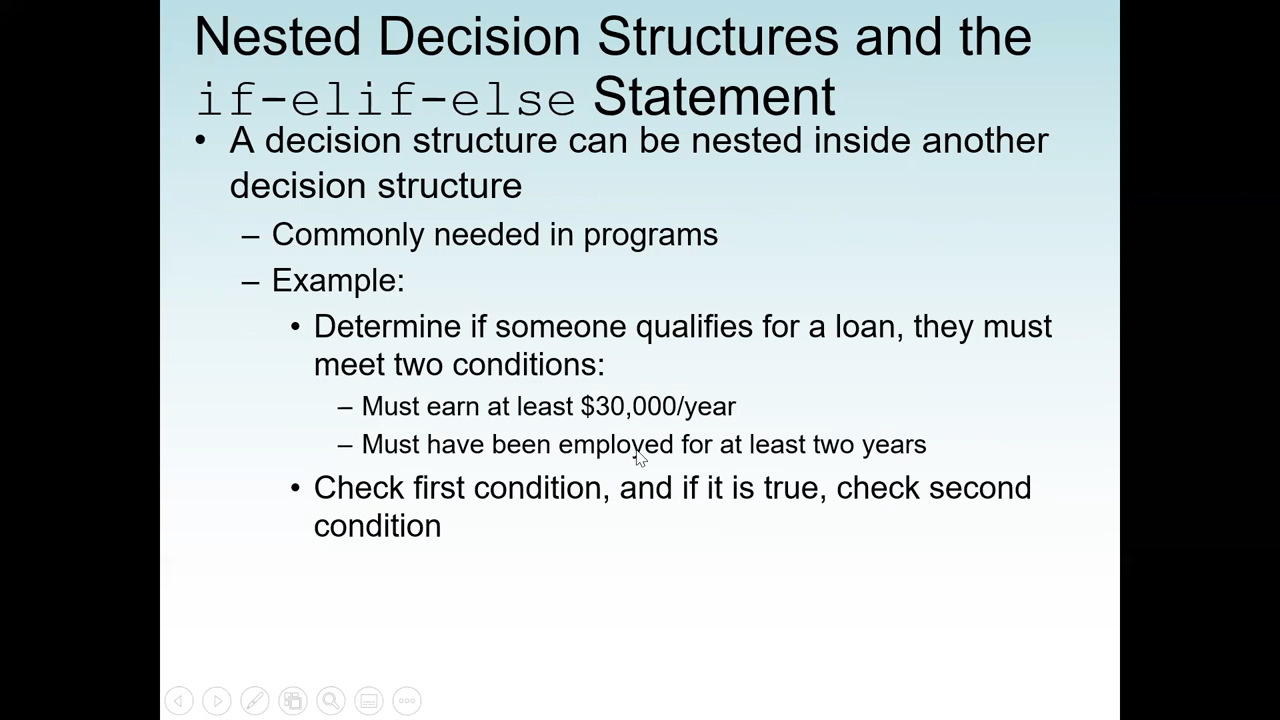 Nested Decision Structures and the
if-elif-else Statement
• A decision structure can be nested inside another
decision structure
– Commonly needed in programs
– Example:
• Determine if someone qualifies for a loan, they must
meet two conditions:
– Must earn at least $30,000/year
– Must have been employed for at least two years
• Check first condition, and if it is true, check second
condition